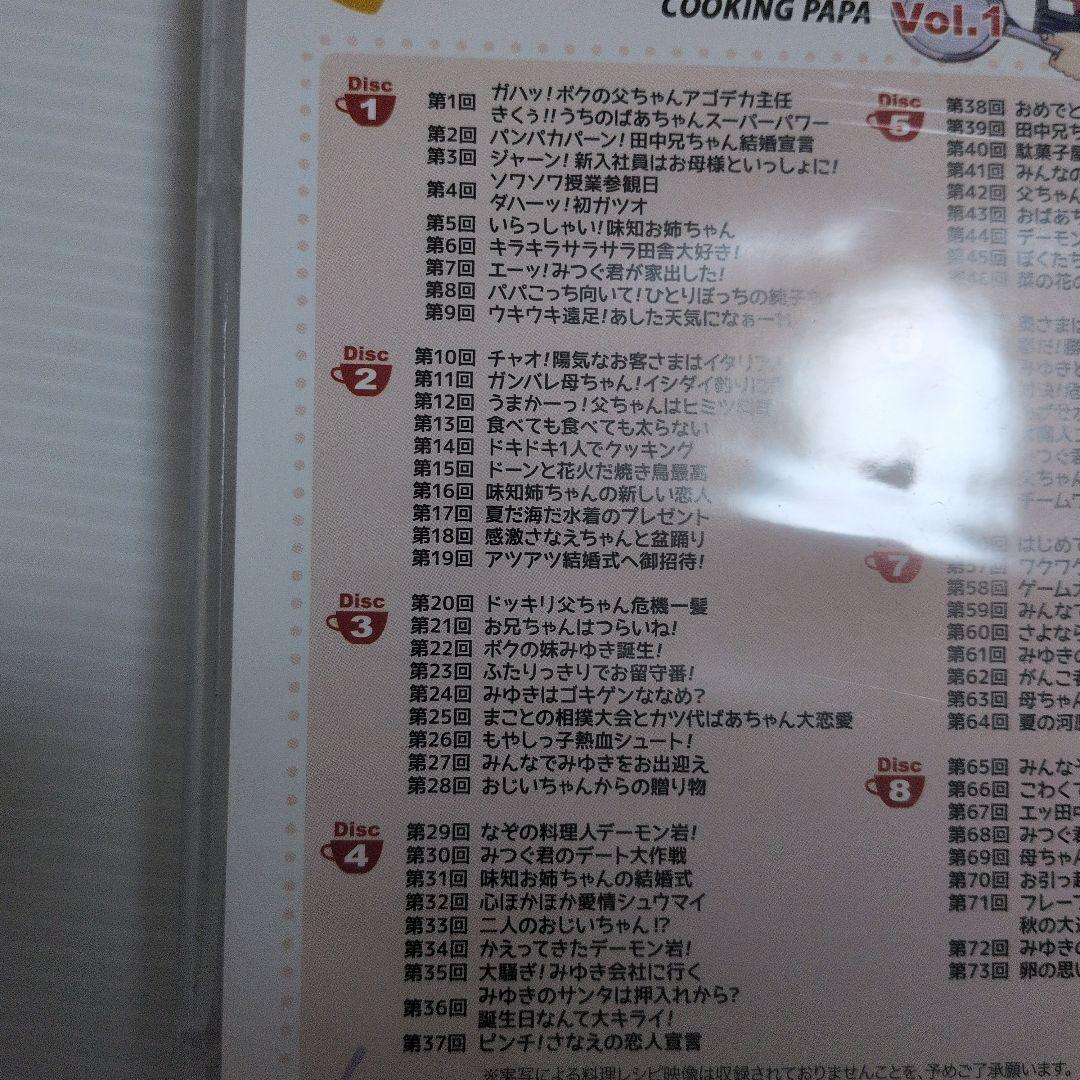 COOKING PAPA Vol.1
Disc 1
第1回 ガハッ!ボクの父ちゃんアゴデカ主任
きくぅ!!うちのばあちゃんスーパーパワー
第2回 パンパカパーン!田中兄ちゃん結婚宣言
第3回 ジャーン!新入社員はお母様といっしょに!
第4回 ソワソワ授業参観日
ダハーッ!初ガツオ
第5回 いらっしゃい!味知お姉ちゃん
第6回 キラキラサラサラ田舎大好き!
第7回 エーッ!みつぐ君が家出した!
第8回 パパこっち向いて!ひとりぼっちの純子
第9回 ウキウキ遠足!あした天気になぁー
Disc 2
第10回 チャオ!陽気なお客さまはイタリア
第11回 ガンバレ母ちゃん!イシダイ釣り
第12回 うまかーっ!父ちゃんはヒミツ
第13回 食べても食べても太らない
第14回 ドキドキ1人でクッキング
第15回 ドーンと花火だ焼き鳥最高
第16回 味知姉ちゃんの新しい恋人
第17回 夏だ海だ水着のプレゼント
第18回 感激さなえちゃんと盆踊り
第19回 アツアツ結婚式へ御招待!
Disc 3
第20回 ドッキリ父ちゃん危機一髪
第21回 お兄ちゃんはつらいね!
第22回 ボクの妹みゆき誕生!
第23回 ふたりっきりでお留守番!
第24回 みゆきはゴキゲンななめ?
第25回 まことの相撲大会とカツ代ばあちゃん大恋愛
第26回 もやしっ子熱血シュート!
第27回 みんなでみゆきをお出迎え
第28回 おじいちゃんからの贈り物
Disc 4
第29回 なぞの料理人デーモン岩!
第30回 みつぐ君のデート大作戦
第31回 味知お姉ちゃんの結婚式
第32回 心ほかほか愛情シュウマイ
第33回 二人のおじいちゃん!?
第34回 かえってきたデーモン岩!
第35回 大騒ぎ!みゆき会社に行く
第36回 みゆきのサンタは押入れから?
誕生日なんて大キライ!
第37回 ピンチ!さなえの恋人宣言
Disc 5
第38回 おめでと
第39回 田中兄ち
第40回 駄菓子屋
第41回 みんなの
第42回 父ちゃん
第43回 おばあち
第44回 デーモン
第45回 ぼくたち
菜の花の
Disc 7
はじめて
第57回 ワクワク
第58回 ゲーム
第59回 みんなで
第60回 さよなら
第61回 みゆきの
第62回 がんこ
第63回 母ちゃん
第64回 夏の河
Disc 8
第65回 みんな
第66回 こわくて
第67回 エッ田中
第68回 みつぐ君
第69回 母ちゃん
第70回 お引っ越
第71回 フレーフ
秋の大
第72回 みゆきの
第73回 卵の思い
※実写による料理レシピ映像は収録されておりませんことを、予めご了承願います。